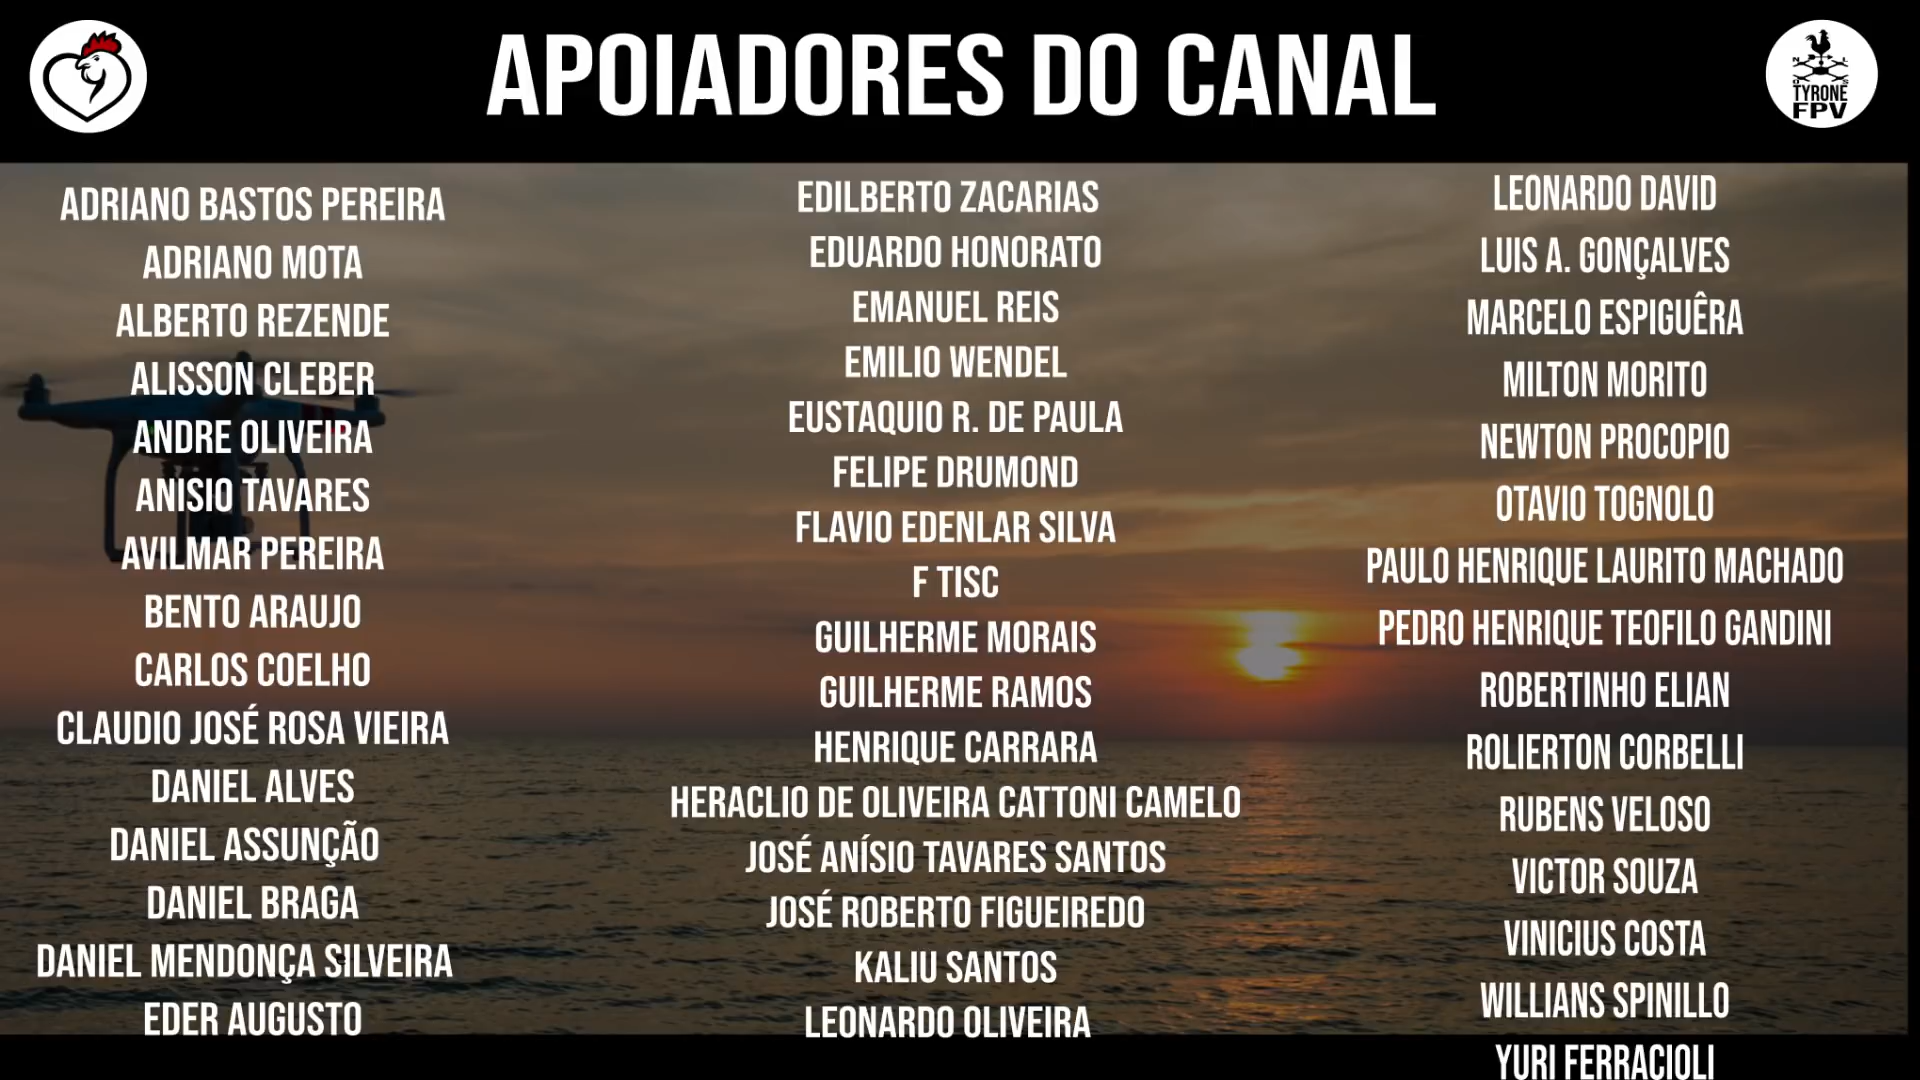 APOIADORES DO CANAL
N L
O S
TYRONE
FPV
ADRIANO BASTOS PEREIRA
ADRIANO MOTA
ALBERTO REZENDE
ALISSON CLEBER
ANDRE OLIVEIRA
ANISIO TAVARES
AVILMAR PEREIRA
BENTO ARAUJO
CARLOS COELHO
CLAUDIO JOSÉ ROSA VIEIRA
DANIEL ALVES
DANIEL ASSUNÇÃO
DANIEL BRAGA
DANIEL MENDONÇA SILVEIRA
EDER AUGUSTO
EDILBERTO ZACARIAS
EDUARDO HONORATO
EMANUEL REIS
EMILIO WENDEL
EUSTAQUIO R. DE PAULA
FELIPE DRUMOND
FLAVIO EDENLAR SILVA
F TISC
GUILHERME MORAIS
GUILHERME RAMOS
HENRIQUE CARRARA
HERACLIO DE OLIVEIRA CATTONI CAMELO
JOSÉ ANÍSIO TAVARES SANTOS
JOSÉ ROBERTO FIGUEIREDO
KALIU SANTOS
LEONARDO OLIVEIRA
LEONARDO DAVID
LUIS A. GONÇALVES
MARCELO ESPIGUÊRA
MILTON MORITO
NEWTON PROCOPIO
OTAVIO TOGNOLO
PAULO HENRIQUE LAURITO MACHADO
PEDRO HENRIQUE TEOFILO GANDINI
ROBERTINHO ELIAN
ROLIERTON CORBELLI
RUBENS VELOSO
VICTOR SOUZA
VINICIUS COSTA
WILLIANS SPINILLO
YURI FERRACIOLI